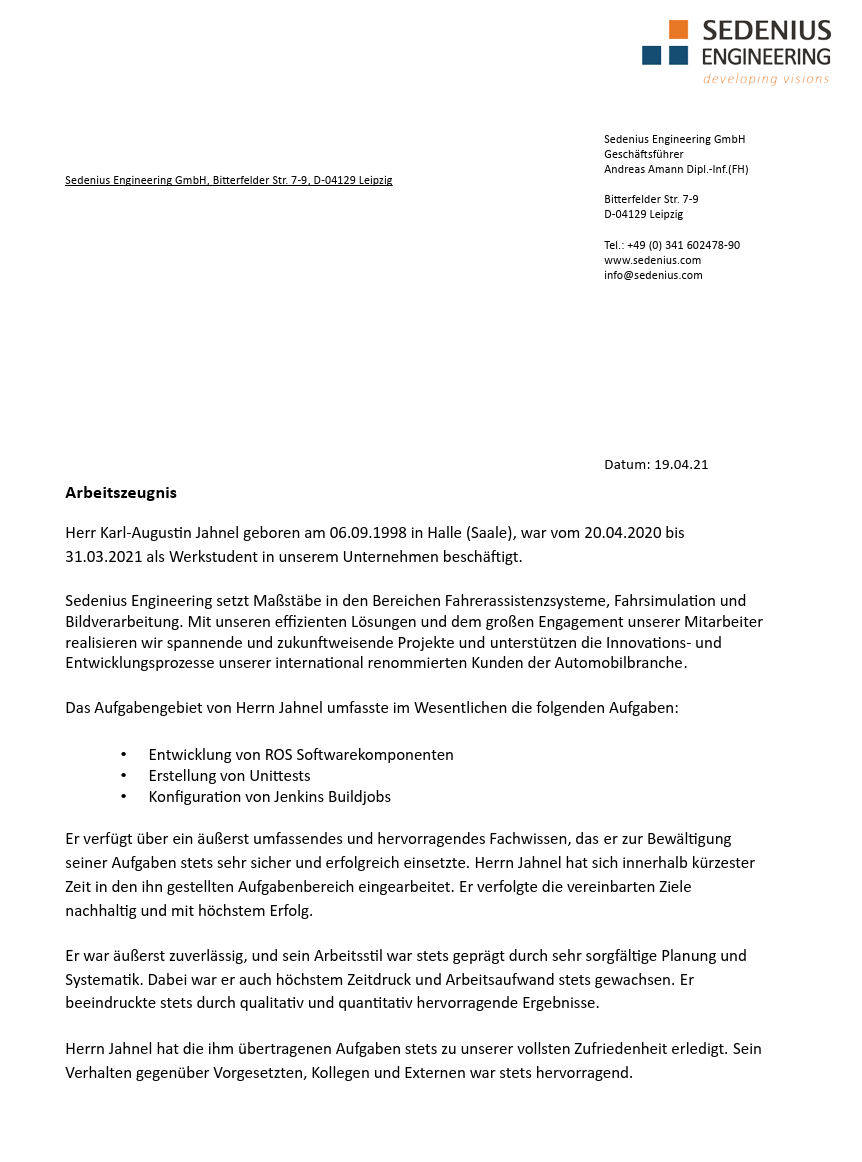 SEDENIUS
ENGINEERING
developing visions
Sedenius Engineering GmbH
Geschäftsführer
Andreas Amann Dipl.-Inf.(FH)
Sedenius Engineering GmbH, Bitterfelder Str. 7-9, D-04129 Leipzig
Bitterfelder Str. 7-9
D-04129 Leipzig
Tel.: +49 (0) 341 602478-90
www.sedenius.com
info@sedenius.com
Datum: 19.04.21
Arbeitszeugnis
Herr Karl-Augustin Jahnel geboren am 06.09.1998 in Halle (Saale), war vom 20.04.2020 bis
31.03.2021 als Werkstudent in unserem Unternehmen beschäftigt.
Sedenius Engineering setzt Maßstäbe in den Bereichen Fahrerassistenzsysteme, Fahrsimulation und
Bildverarbeitung. Mit unseren effizienten Lösungen und dem großen Engagement unserer Mitarbeiter
realisieren wir spannende und zukunftweisende Projekte und unterstützen die Innovations- und
Entwicklungsprozesse unserer international renommierten Kunden der Automobilbranche.
Das Aufgabengebiet von Herrn Jahnel umfasste im Wesentlichen die folgenden Aufgaben:
• Entwicklung von ROS Softwarekomponenten
• Erstellung von Unittests
• Konfiguration von Jenkins Buildjobs
Er verfügt über ein äußerst umfassendes und hervorragendes Fachwissen, das er zur Bewältigung
seiner Aufgaben stets sehr sicher und erfolgreich einsetzte. Herrn Jahnel hat sich innerhalb kürzester
Zeit in den ihn gestellten Aufgabenbereich eingearbeitet. Er verfolgte die vereinbarten Ziele
nachhaltig und mit höchstem Erfolg.
Er war äußerst zuverlässig, und sein Arbeitsstil war stets geprägt durch sehr sorgfältige Planung und
Systematik. Dabei war er auch höchstem Zeitdruck und Arbeitsaufwand stets gewachsen. Er
beeindruckte stets durch qualitativ und quantitativ hervorragende Ergebnisse.
Herrn Jahnel hat die ihm übertragenen Aufgaben stets zu unserer vollsten Zufriedenheit erledigt. Sein
Verhalten gegenüber Vorgesetzten, Kollegen und Externen war stets hervorragend.